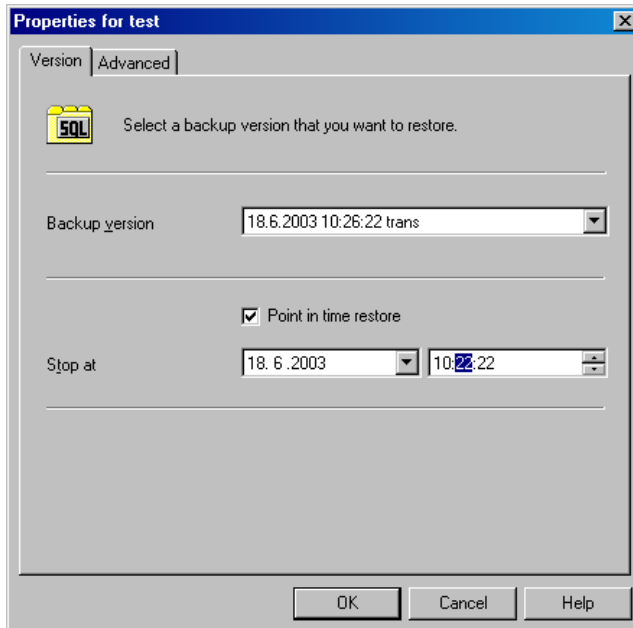 Properties for test
Version Advanced
SQL Select a backup version that you want to restore.
Backup version 18.6.2003 10:26:22 trans
Point in time restore
Stop at 18. 6 .2003 10:22:22
OK Cancel Help